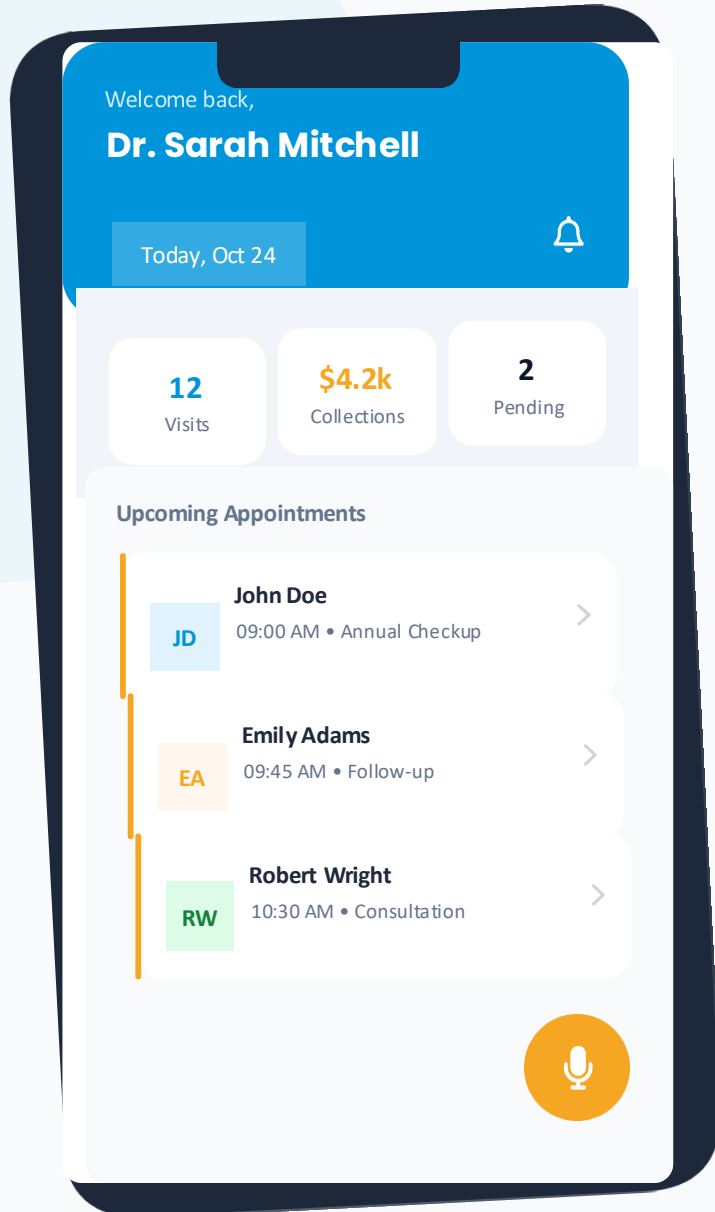 Welcome back,
Dr. Sarah Mitchell
Today, Oct 24
12
Visits
$4.2k
Collections
2
Pending
Upcoming Appointments
JD
John Doe
09:00 AM • Annual Checkup
EA
Emily Adams
09:45 AM • Follow-up
RW
Robert Wright
10:30 AM • Consultation